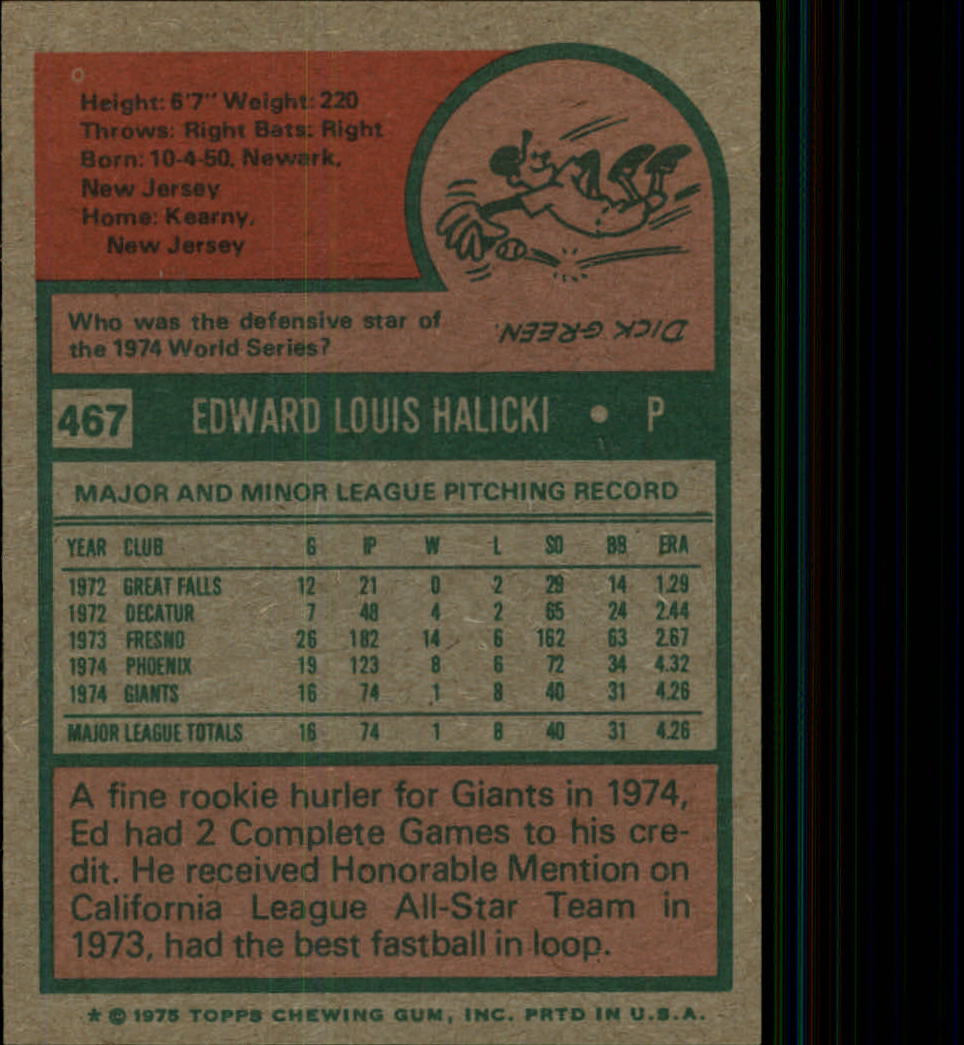 Height: 6'7" Weight: 220
Throws: Right Bats: Right
Born: 10-4-50, Newark,
New Jersey
Home: Kearny,
New Jersey
Who was the defensive star of
the 1974 World Series?
DICK GREEN.
467 EDWARD LOUIS HALICKI • P
MAJOR AND MINOR LEAGUE PITCHING RECORD
YEAR CLUB G IP W L SO BB ERA
1972 GREAT FALLS 12 21 0 2 29 14 1.29
1972 DECATUR 7 48 4 2 65 24 2.44
1973 FRESNO 26 182 14 6 162 63 2.67
1974 PHOENIX 19 123 8 6 72 34 4.32
1974 GIANTS 16 74 1 8 40 31 4.26
MAJOR LEAGUE TOTALS 16 74 1 8 40 31 4.26
A fine rookie hurler for Giants in 1974,
Ed had 2 Complete Games to his cre-
dit. He received Honorable Mention on
California League All-Star Team in
1973, had the best fastball in loop.
* © 1975 TOPPS CHEWING GUM, INC. PRTD IN U.S.A.